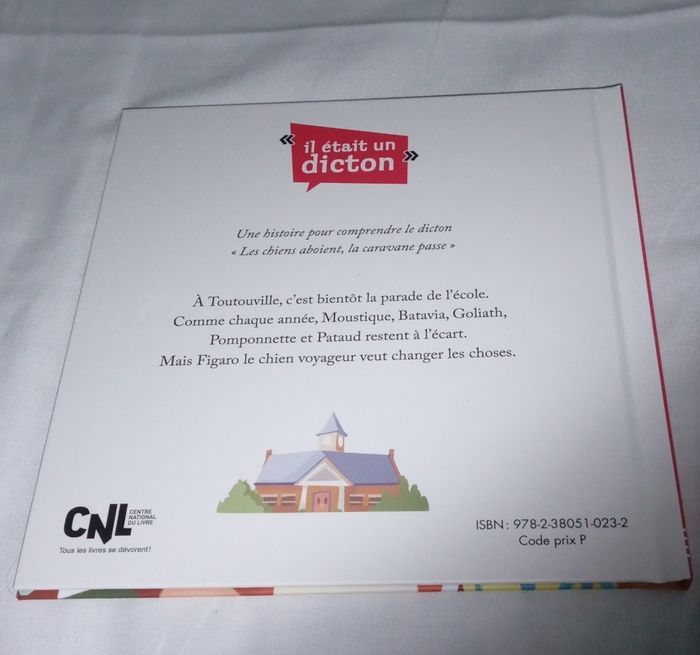 « il était un
dicton »
Une histoire pour comprendre le dicton
« Les chiens aboient, la caravane passe »
À Toutouville, c'est bientôt la parade de l'école.
Comme chaque année, Moustique, Batavia, Goliath,
Pomponnette et Pataud restent à l'écart.
Mais Figaro le chien voyageur veut changer les choses.
CNL
CENTRE
NATIONAL
DU LIVRE
Tous les livres se dévorent!
ISBN : 978-2-38051-023-2
Code prix P